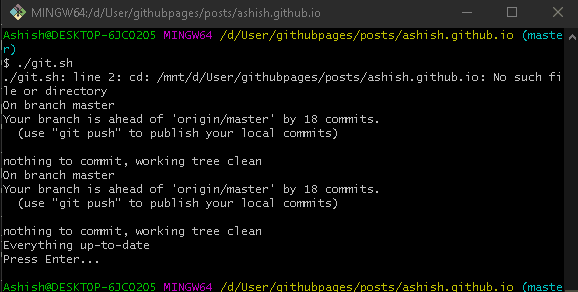 MINGW64:/d/User/githubpages/posts/ashish.github.io
Ashish@DESKTOP-6JC0205 MINGW64 /d/User/githubpages/posts/ashish.github.io (maste
r)
$ ./git.sh
./git.sh: line 2: cd: /mnt/d/User/githubpages/posts/ashish.github.io: No such fi
le or directory
On branch master
Your branch is ahead of 'origin/master' by 18 commits.
  (use "git push" to publish your local commits)

nothing to commit, working tree clean
On branch master
Your branch is ahead of 'origin/master' by 18 commits.
  (use "git push" to publish your local commits)

nothing to commit, working tree clean
Everything up-to-date
Press Enter...

Ashish@DESKTOP-6JC0205 MINGW64 /d/User/githubpages/posts/ashish.github.io (maste